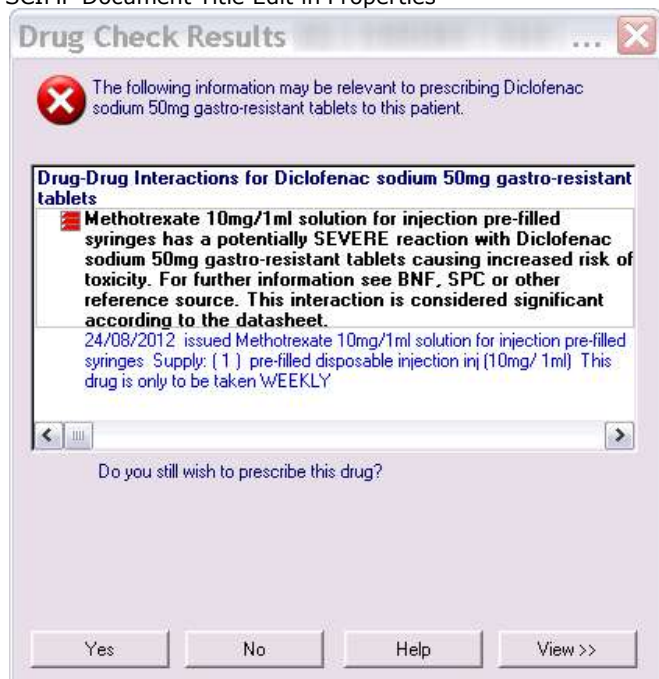 SCIMP Document Title Edit in Properties
Drug Check Results ...
The following information may be relevant to prescribing Diclofenac
sodium 50mg gastro-resistant tablets to this patient.
Drug-Drug Interactions for Diclofenac sodium 50mg gastro-resistant
tablets
Methotrexate 10mg/1ml solution for injection pre-filled
syringes has a potentially SEVERE reaction with Diclofenac
sodium 50mg gastro-resistant tablets causing increased risk of
toxicity. For further information see BNF, SPC or other
reference source. This interaction is considered significant
according to the datasheet.
24/08/2012 issued Methotrexate 10mg/1ml solution for injection pre-filled
syringes Supply: ( 1 ) pre-filled disposable injection inj (10mg/ 1ml) This
drug is only to be taken WEEKLY
Do you still wish to prescribe this drug?
Yes No Help View >>